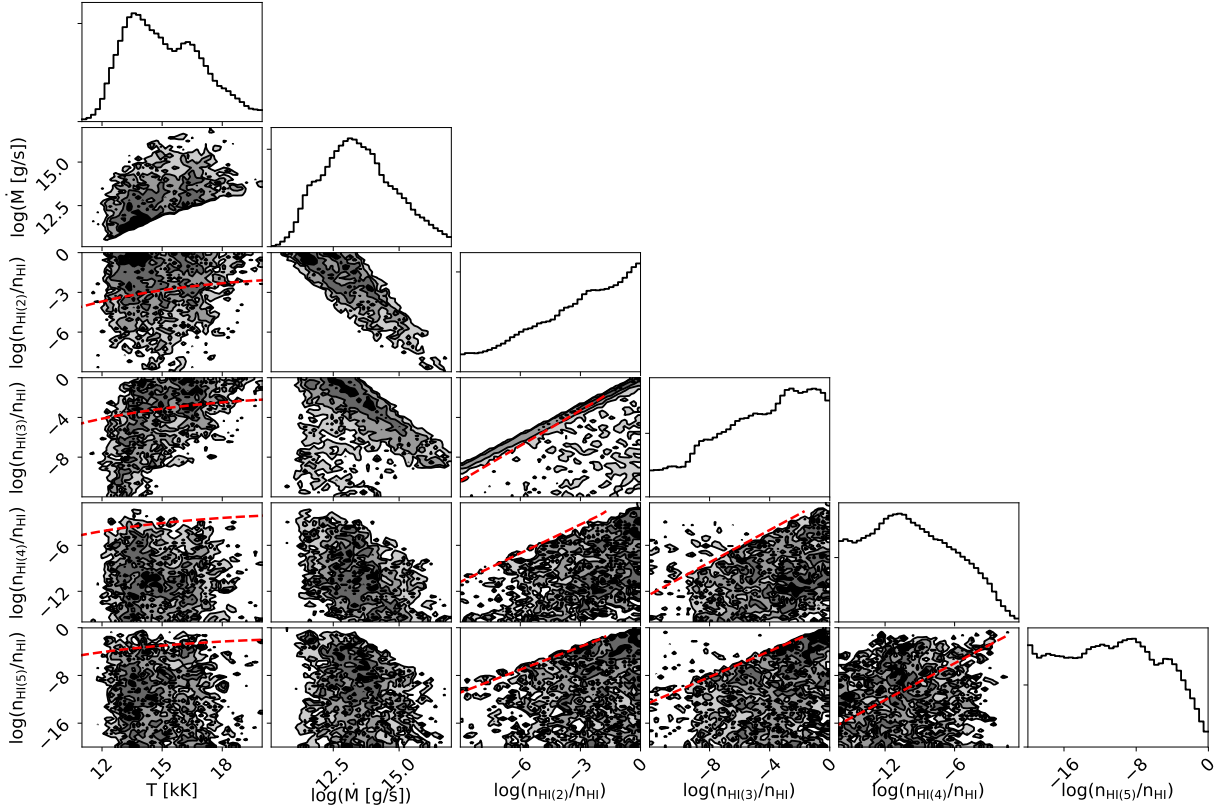 log(Ṁ [g/s])
15.0
12.5
log(n_HI(2)/n_HI)
0
−3
−6
log(n_HI(3)/n_HI)
0
−4
−8
log(n_HI(4)/n_HI)
−6
−12
log(n_HI(5)/n_HI)
0
−8
−16
12 15 18
12.5 15.0
−6 −3 0
−8 −4 0
−12 −6
−16 −8 0
T [kK] log(Ṁ [g/s]) log(n_HI(2)/n_HI) log(n_HI(3)/n_HI) log(n_HI(4)/n_HI) log(n_HI(5)/n_HI)